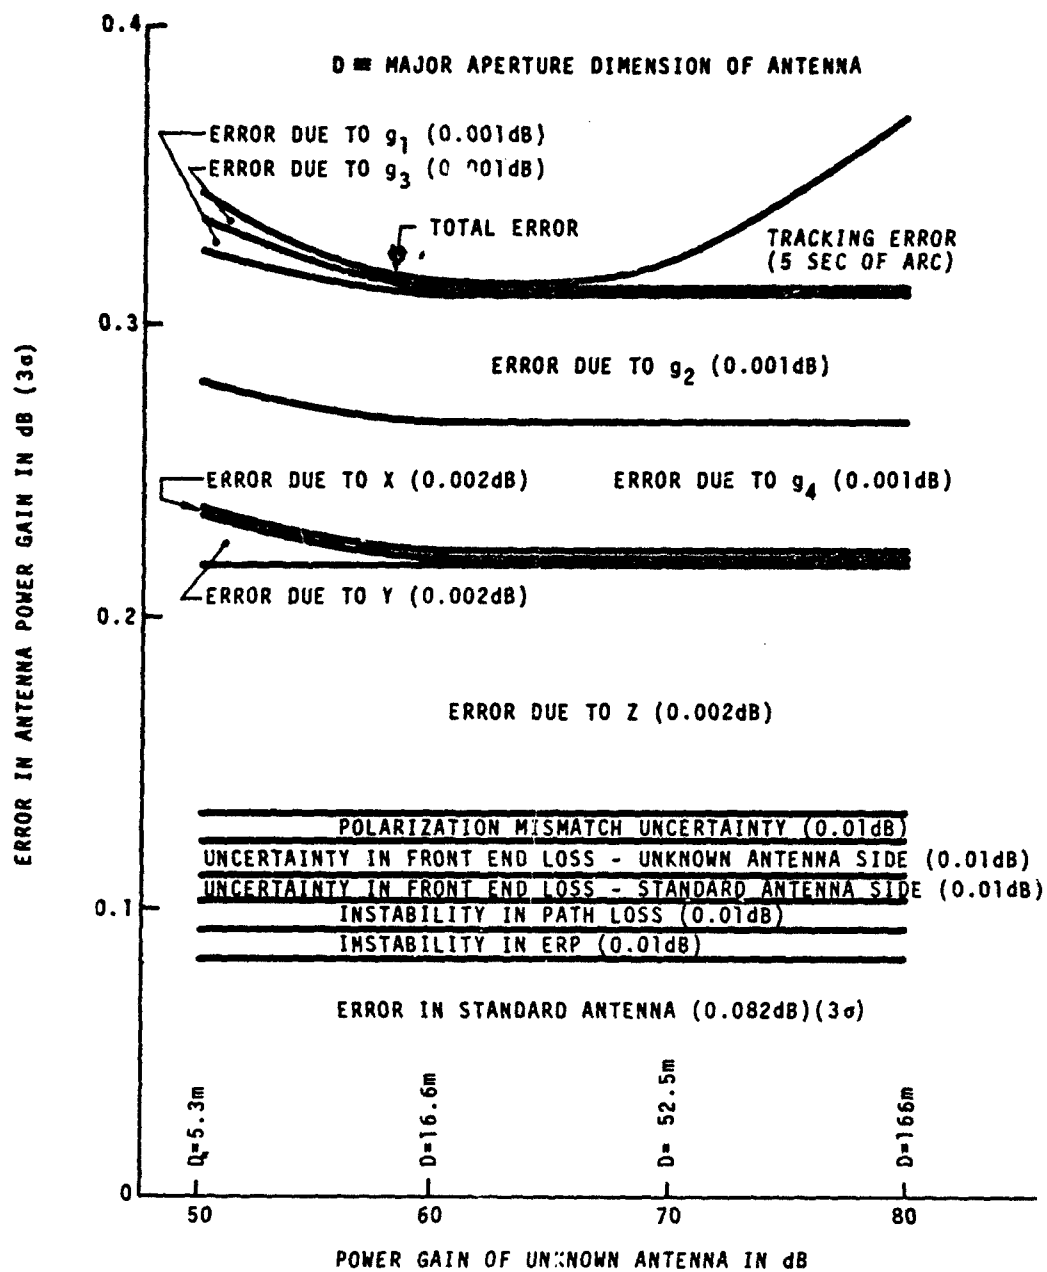 0.4
D = MAJOR APERTURE DIMENSION OF ANTENNA
ERROR DUE TO g1 (0.001dB)
ERROR DUE TO g3 (0 001dB)
TOTAL ERROR
TRACKING ERROR
(5 SEC OF ARC)
0.3
ERROR DUE TO g2 (0.001dB)
ERROR DUE TO X (0.002dB)
ERROR DUE TO g4 (0.001dB)
ERROR DUE TO Y (0.002dB)
0.2
ERROR DUE TO Z (0.002dB)
POLARIZATION MISMATCH UNCERTAINTY (0.01dB)
UNCERTAINTY IN FRONT END LOSS - UNKNOWN ANTENNA SIDE (0.01dB)
UNCERTAINTY IN FRONT END LOSS - STANDARD ANTENNA SIDE (0.01dB)
0.1
INSTABILITY IN PATH LOSS (0.01dB)
INSTABILITY IN ERP (0.01dB)
ERROR IN STANDARD ANTENNA (0.082dB)(3σ)
D=5.3m
D=16.6m
D= 52.5m
D=166m
0
50
60
70
80
POWER GAIN OF UNKNOWN ANTENNA IN dB
ERROR IN ANTENNA POWER GAIN IN dB (3σ)